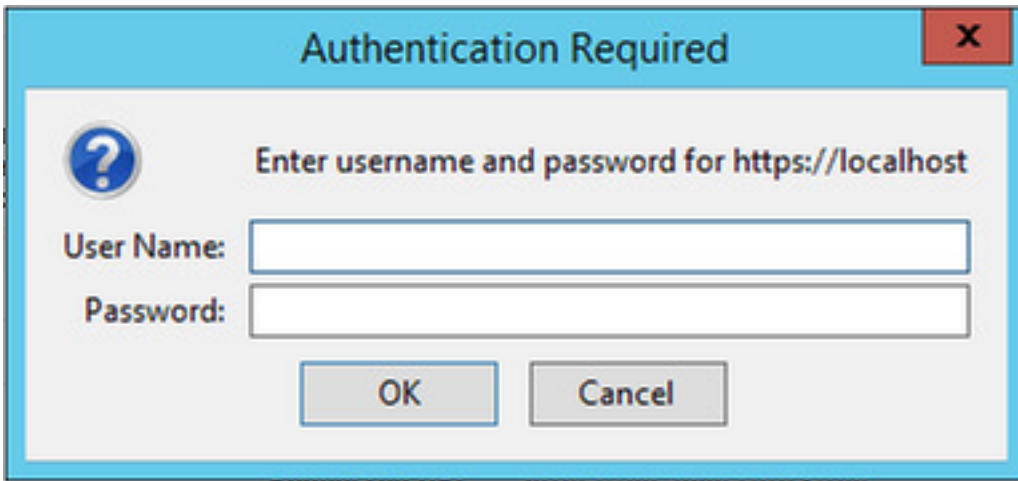 Authentication Required
x
?
Enter username and password for https://localhost
User Name:
Password:
OK
Cancel